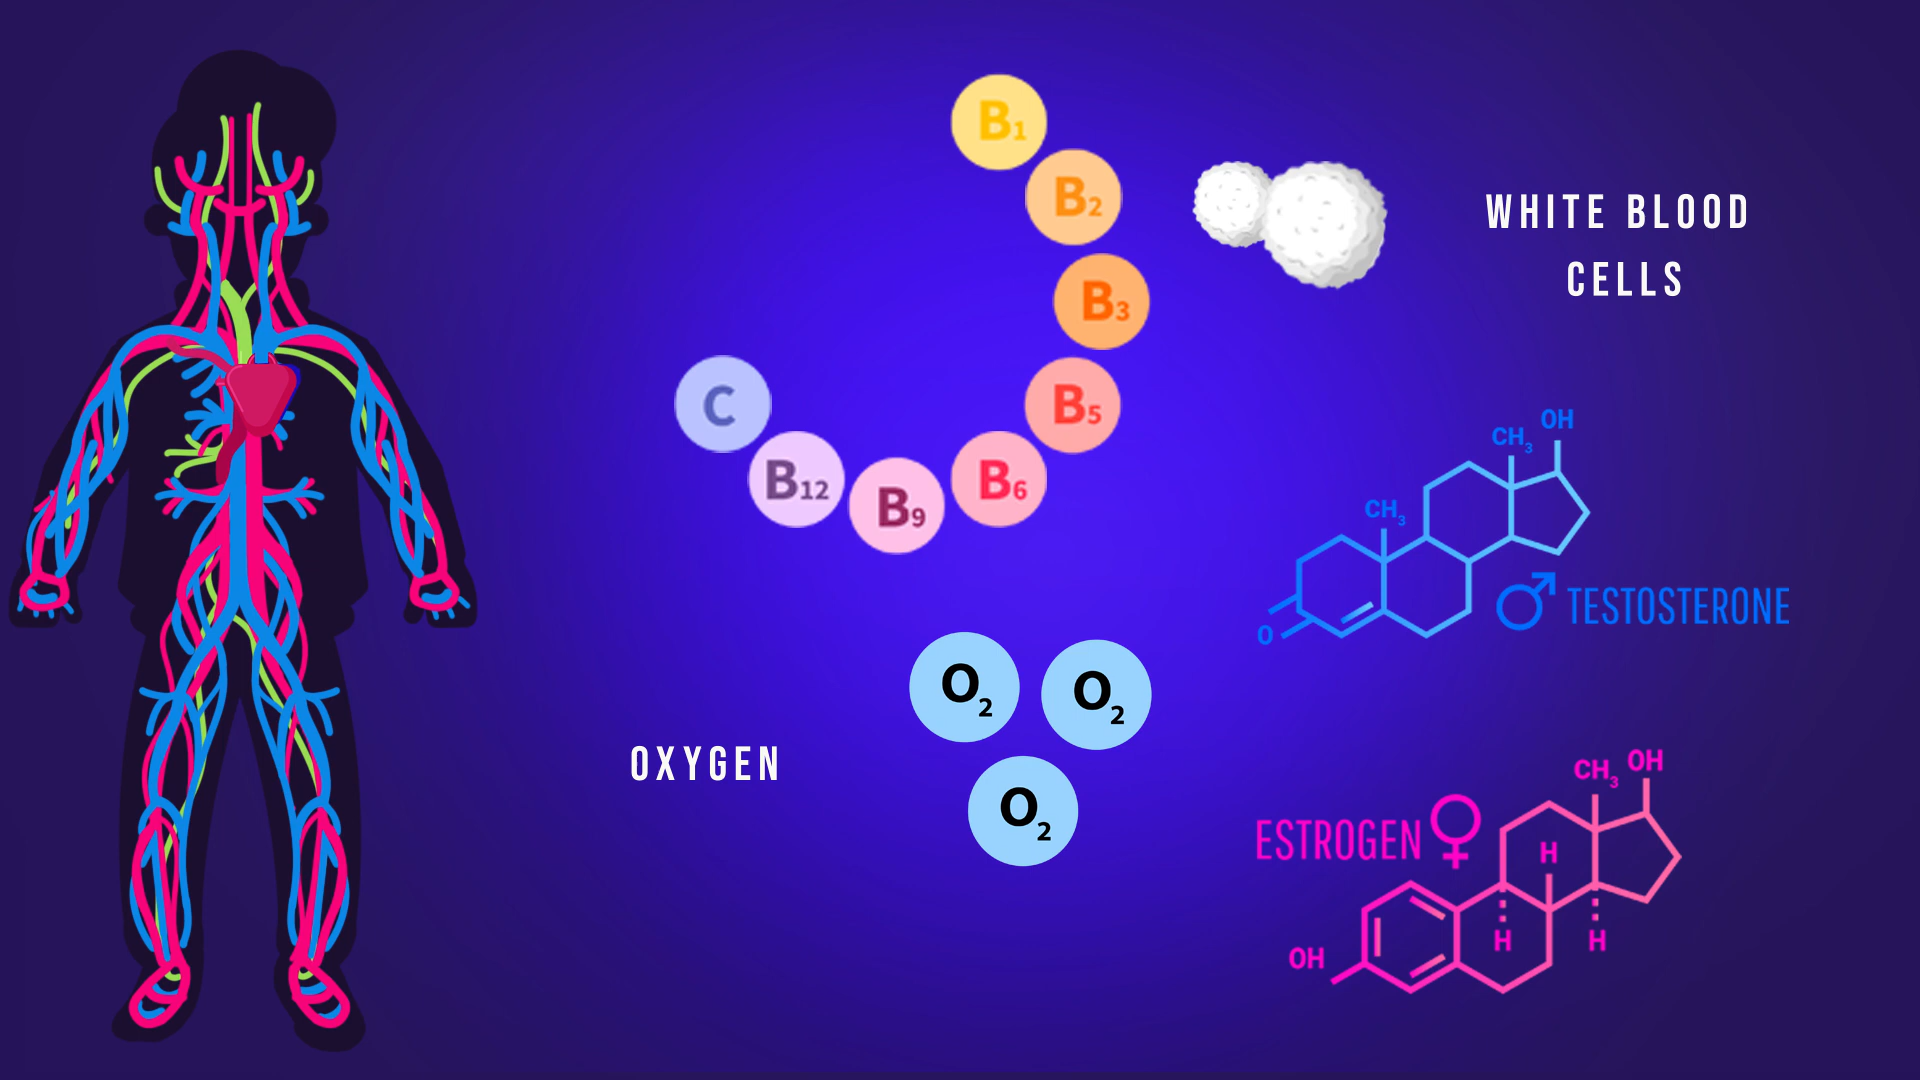 B1
B2
WHITE BLOOD
CELLS
B3
C
B5
B12
B9
B6
CH3
OH
CH3
TESTOSTERONE
O
O2
O2
OXYGEN
O2
CH3
OH
ESTROGEN
H
H
H
OH